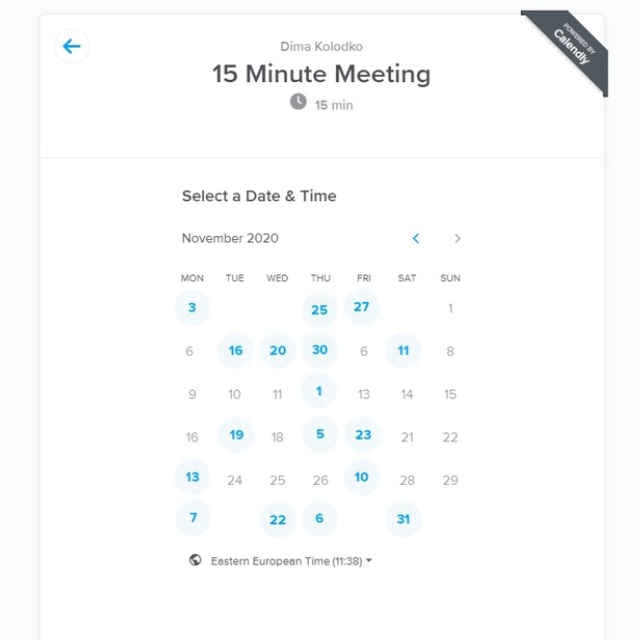 Dima Kolodko
POWERED BY
Calendly
15 Minute Meeting
15 min
Select a Date & Time
November 2020
MON TUE WED THU FRI SAT SUN
3 25 27 1
6 16 20 30 6 11 8
9 10 11 1 13 14 15
16 19 18 5 23 21 22
13 24 25 26 10 28 29
7 22 6 31
Eastern European Time (11:38)